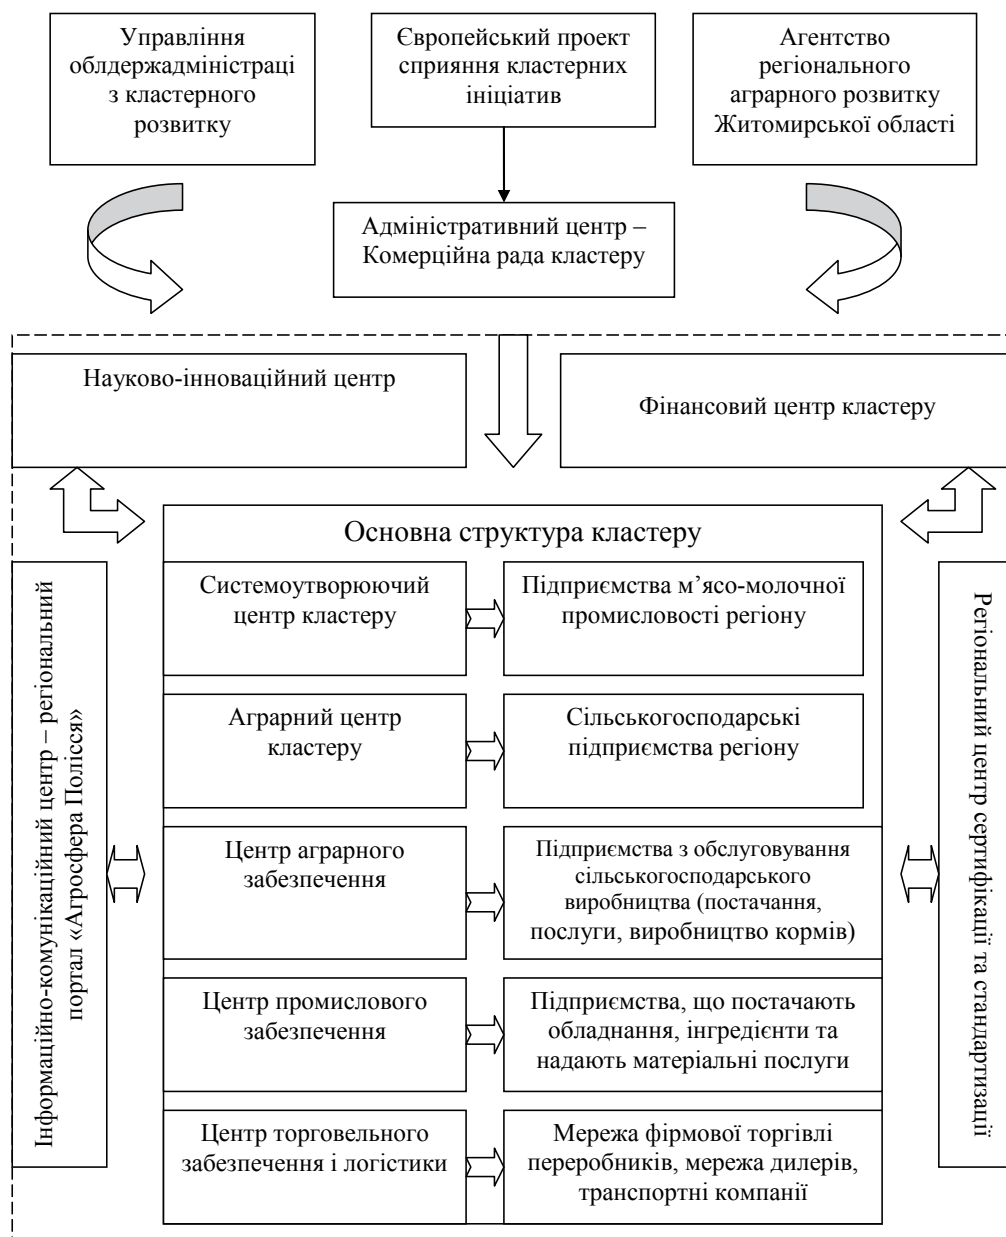 Управління
облдержадміністраці
з кластерного
розвитку
Європейський проект
сприяння кластерних
ініціатив
Агентство
регіонального
аграрного розвитку
Житомирської області
Адміністративний центр –
Комерційна рада кластеру
Науково-інноваційний центр
Фінансовий центр кластеру
Основна структура кластеру
Системоутворюючий
центр кластеру
Підприємства м’ясо-молочної
промисловості регіону
Аграрний центр
кластеру
Сільськогосподарські
підприємства регіону
Центр аграрного
забезпечення
Підприємства з обслуговування
сільськогосподарського
виробництва (постачання,
послуги, виробництво кормів)
Центр промислового
забезпечення
Підприємства, що постачають
обладнання, інгредієнти та
надають матеріальні послуги
Центр торговельного
забезпечення і логістики
Мережа фірмової торгівлі
переробників, мережа дилерів,
транспортні компанії
Інформаційно-комунікаційний центр – регіональний
портал «Агросфера Полісся»
Регіональний центр сертифікації та стандартизації